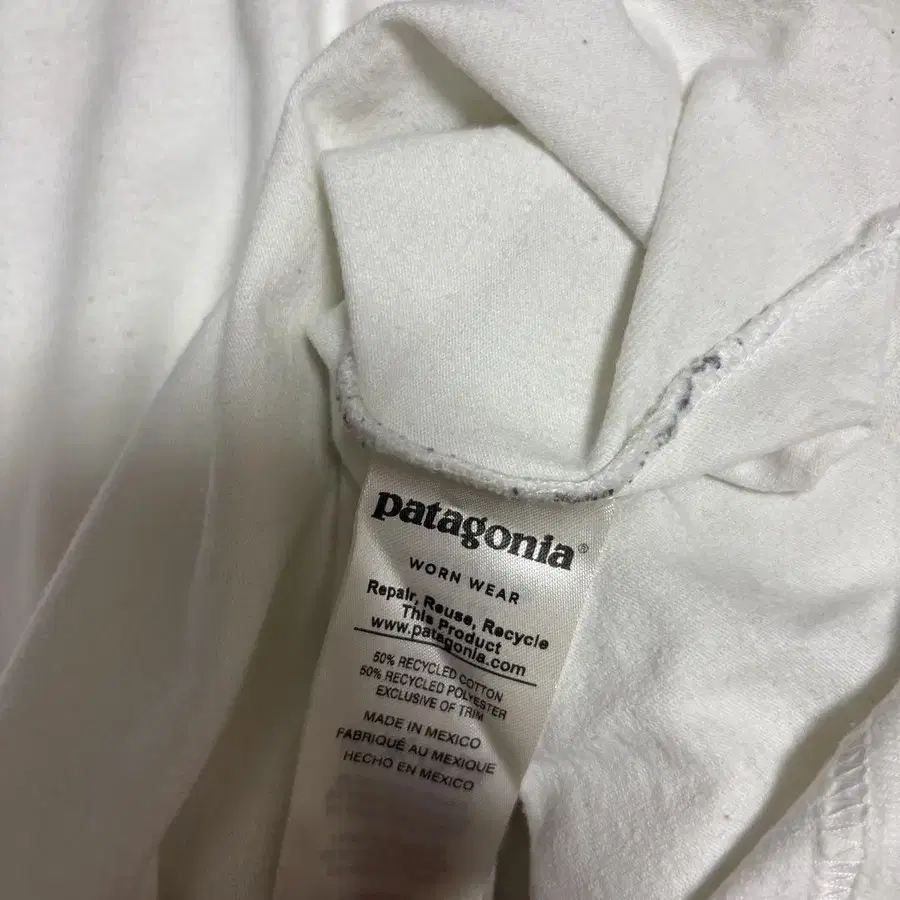 patagonia®
WORN WEAR
Repair, Reuse, Recycle
This Product
www.patagonia.com
50% RECYCLED COTTON
50% RECYCLED POLYESTER
EXCLUSIVE OF TRIM
MADE IN MEXICO
FABRIQUÉ AU MEXIQUE
HECHO EN MEXICO